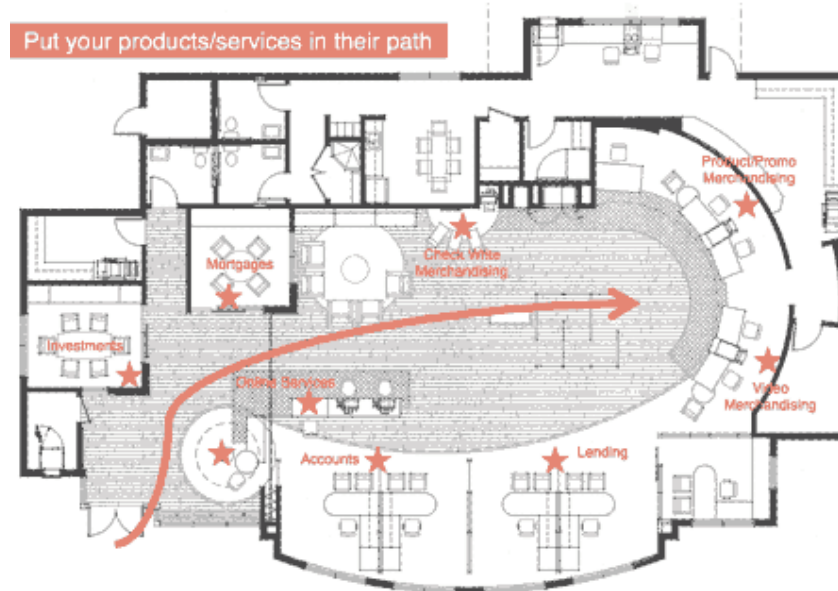 Put your products/services in their path
Product/Promo
Merchandising
Mortgages
Check Write
Merchandising
Investments
Online Services
Video
Merchandising
Accounts
Lending